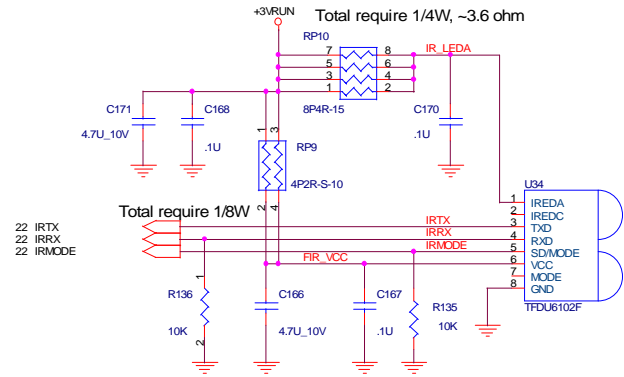 +3VRUN
Total require 1/4W, ~3.6 ohm
RP10
7 8
5 6
3 4
1 2
IR_LEDA
8P4R-15
C171
4.7U_10V
C168
.1U
C170
.1U
1 3
RP9
4P2R-S-10
2 4
U34
1 IREDA
2 IREDC
3 TXD
4 RXD
5 SD/MODE
6 VCC
7 MODE
8 GND
TFDU6102F
Total require 1/8W
22 IRTX
22 IRRX
22 IRMODE
IRTX
IRRX
IRMODE
FIR_VCC
1
R136
10K
2
C166
4.7U_10V
C167
.1U
R135
10K